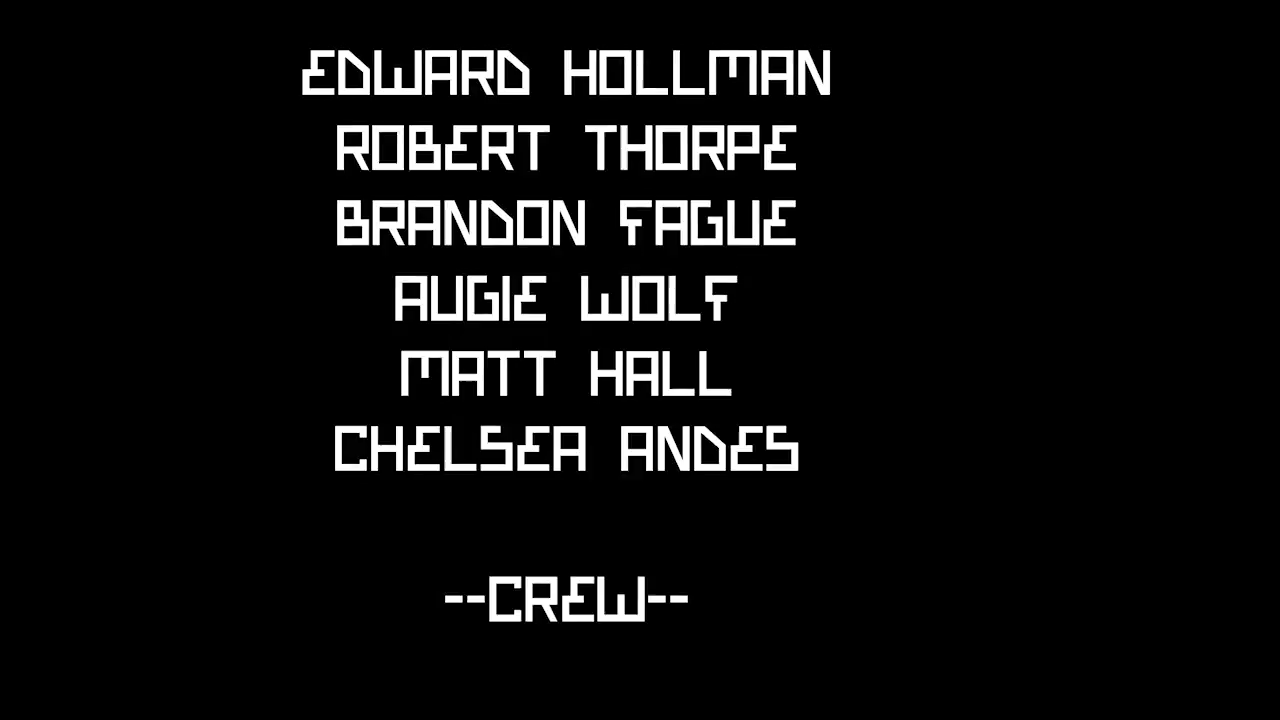 EDWARD HOLLMAN
ROBERT THORPE
BRANDON FAGUE
AUGIE WOLF
MATT HALL
CHELSEA ANDES
--CREW--